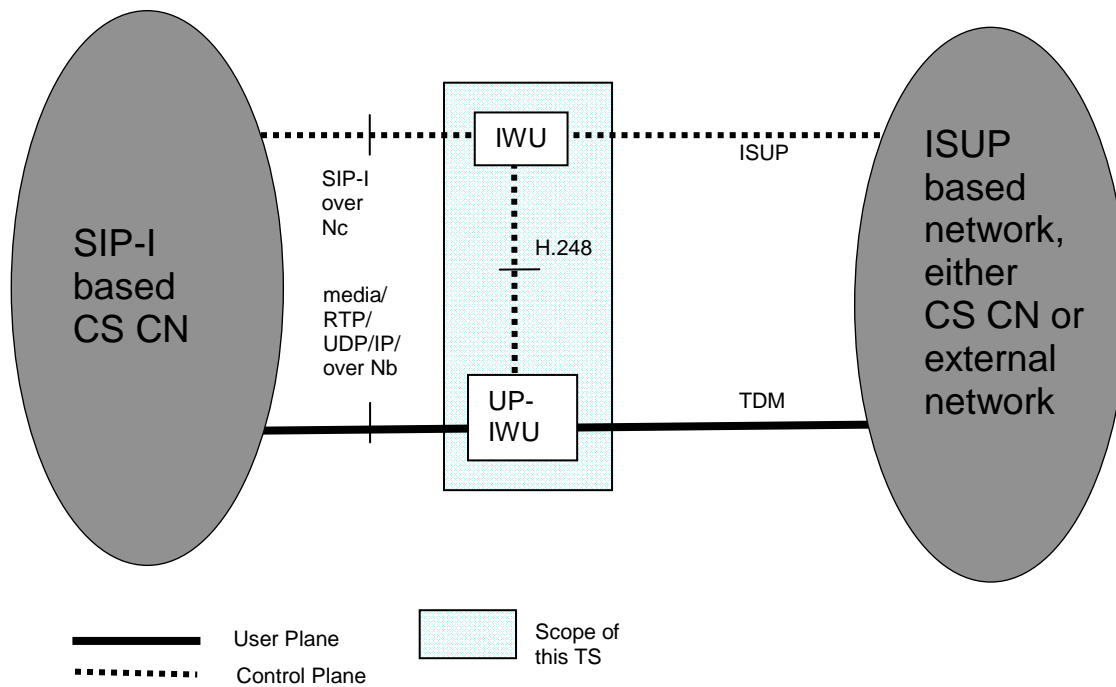 SIP-I
based
CS CN
SIP-I
over
Nc
media/
RTP/
UDP/IP/
over Nb
IWU
H.248
UP-
IWU
ISUP
TDM
ISUP
based
network,
either
CS CN or
external
network
User Plane
Control Plane
Scope of
this TS